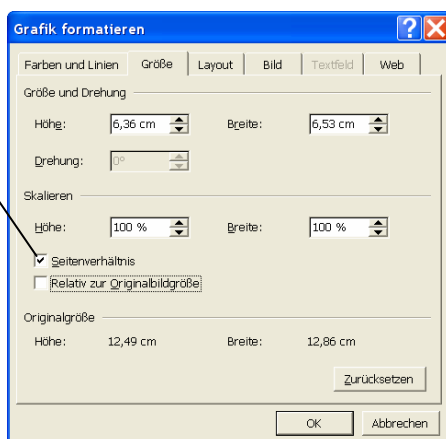 Grafik formatieren
Farben und Linien Größe Layout Bild Textfeld Web
Größe und Drehung
Höhe: 6,36 cm Breite: 6,53 cm
Drehung: 0°
Skalieren
Höhe: 100 % Breite: 100 %
Seitenverhältnis
Relativ zur Originalbildgröße
Originalgröße
Höhe: 12,49 cm Breite: 12,86 cm
Zurücksetzen
OK Abbrechen